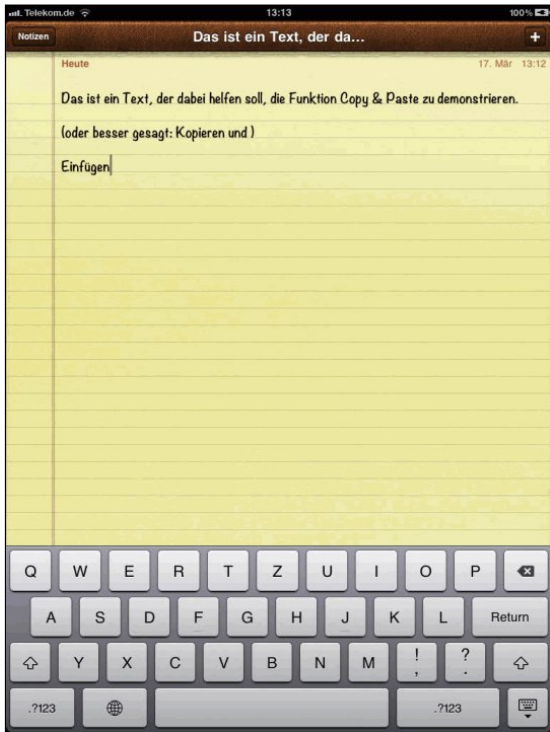 Telekom.de 13:13 100%
Notizen Das ist ein Text, der da... +
Heute 17. Mär 13:12
Das ist ein Text, der dabei helfen soll, die Funktion Copy & Paste zu demonstrieren.
(oder besser gesagt: Kopieren und )
Einfügen
Q W E R T Z U I O P
A S D F G H J K L Return
Y X C V B N M ! , ? .
.?123 .?123